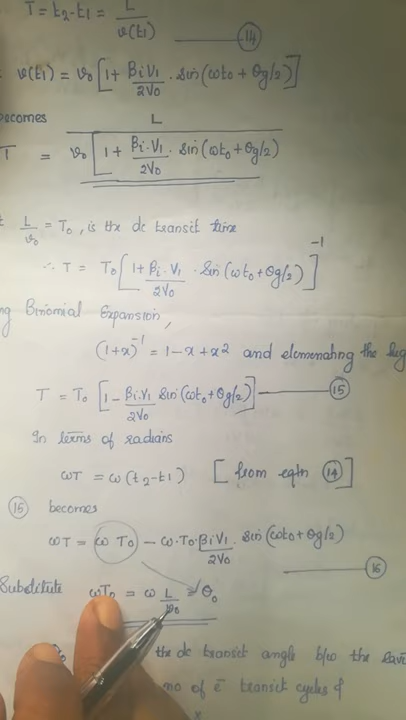 T = t2-t1 = L / v(t1) — (14)
v(t1) = v0 [1+ βi V1 / 2V0 . sin (ωt0 + θg/2)]
becomes
T = L / v0 [1+ βi.V1 / 2V0 . sin (ωt0 + θg/2)]
L / v0 = T0, is the dc transit time
∴ T = T0 [1+ βi.V1 / 2V0 . sin (ωt0 + θg/2)]^-1
Binomial Expansion,
(1+x)^-1 = 1-x+x2 and elemenating the hig
T = T0 [1- βi.V1 / 2V0 sin (ωt0 + θg/2)] — (15)
In terms of radians
ωT = ω(t2-t1) [from eqtn (14)]
(15) becomes
ωT = ωT0 - ω.T0. βi V1 / 2V0 . sin (ωt0 + θg/2)
— (16)
Substitute ωT0 = ω L / v0 = θ0
the dc transit angle b/w the
no of e- transit cycles of